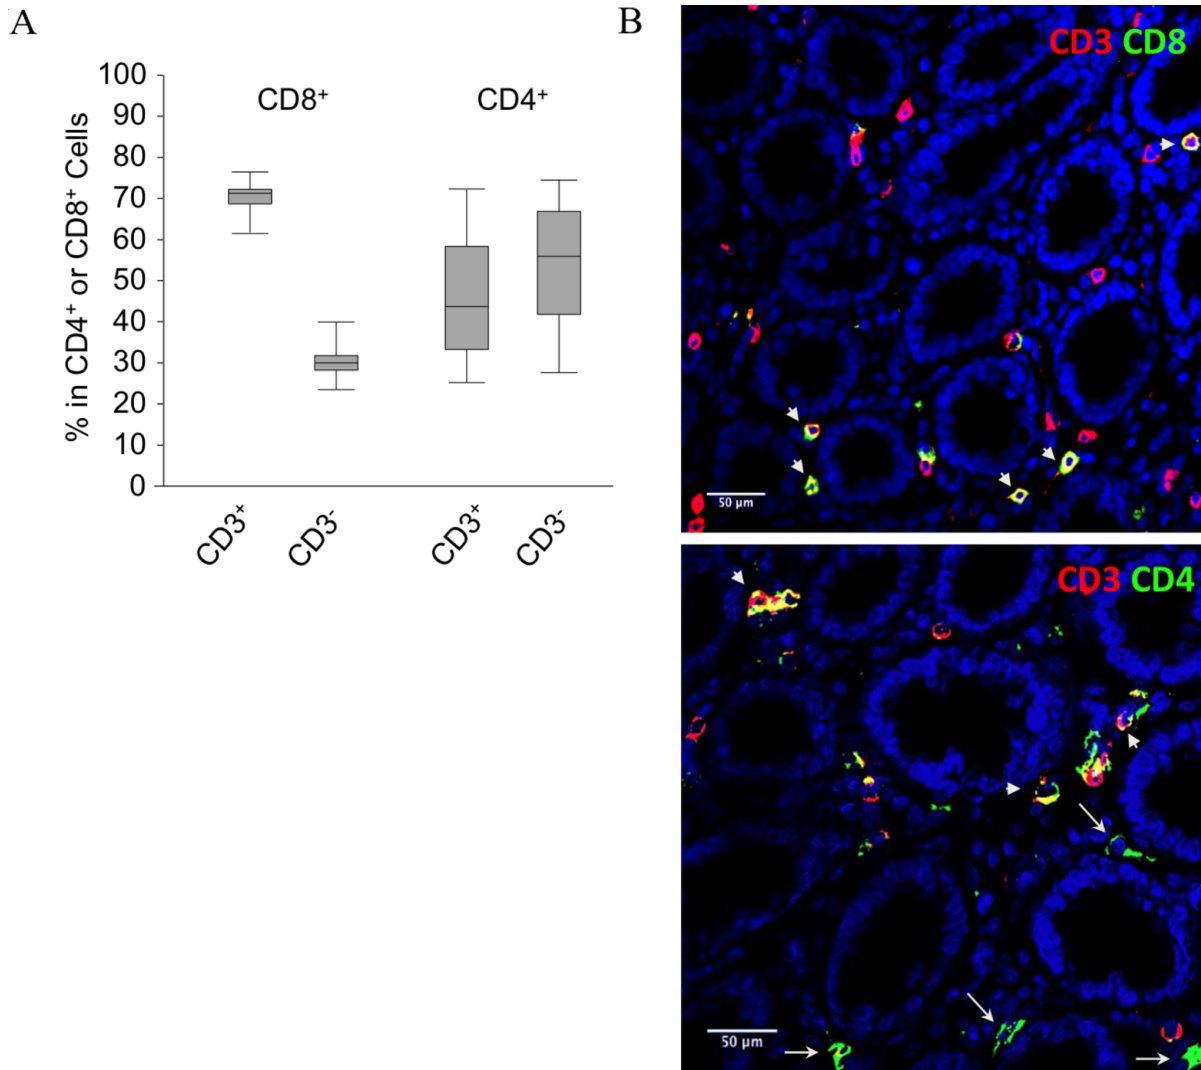 A
B
100
90
80
70
60
50
40
30
20
10
0
% in CD4⁺ or CD8⁺ Cells
CD8⁺
CD4⁺
CD3⁺
CD3⁻
CD3⁺
CD3⁻
CD3 CD8
50 µm
CD3 CD4
50 µm